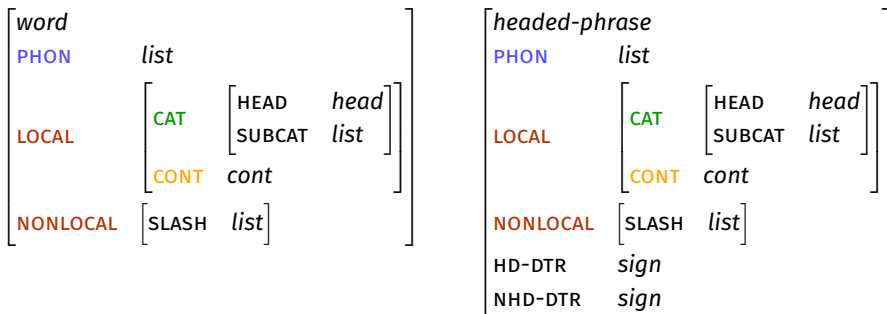 word
PHON list
LOCAL CAT HEAD head
SUBCAT list
CONT cont
NONLOCAL SLASH list
headed-phrase
PHON list
LOCAL CAT HEAD head
SUBCAT list
CONT cont
NONLOCAL SLASH list
HD-DTR sign
NHD-DTR sign